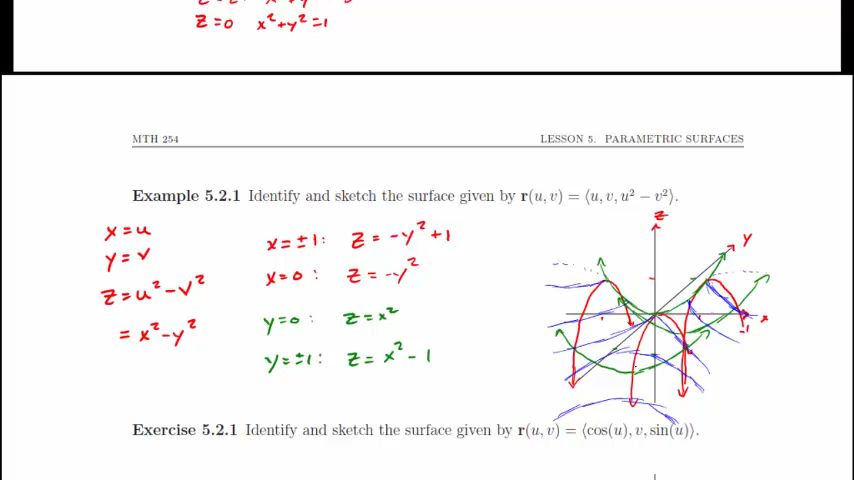 z=0 x²+y²=1
MTH 254 LESSON 5. PARAMETRIC SURFACES
Example 5.2.1 Identify and sketch the surface given by r(u, v) = ⟨u, v, u² − v²⟩.
x=u
y=v
z=u²-v²
= x²-y²
x=±1: z=-y²+1
x=0: z=-y²
y=0: z=x²
y=±1: z=x²-1
z
y
x
-1
Exercise 5.2.1 Identify and sketch the surface given by r(u, v) = ⟨cos(u), v, sin(u)⟩.